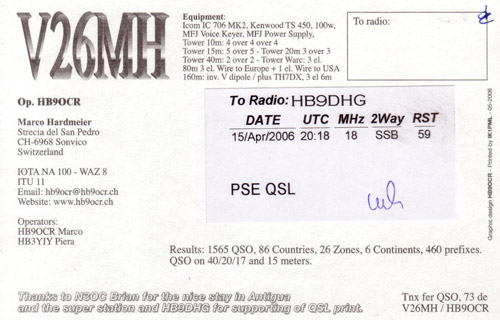 V26MH
Equipment:
Icom IC 706 MK2, Kenwood TS 450, 100w,
MFJ Voice Keyer, MFJ Power Supply,
Tower 10m: 4 over 4 over 4
Tower 15m: 5 over 5 - Tower 20m 3 over 3
Tower 40m: 2 over 2 - Tower Warc: 3 el.
80m 3 el. Wire to Europe + 1 el. Wire to USA
160m: inv. V dipole / plus TH7DX, 3 el 6m
To radio:
Op. HB9OCR
Marco Hardmeier
Strecia del San Pedro
CH-6968 Sonvico
Switzerland
IOTA NA 100 - WAZ 8
ITU 11
Email: hb9ocr@hb9ocr.ch
Website: www.hb9ocr.ch
Operators:
HB9OCR Marco
HB3YIY Piera
To Radio: HB9DHG
DATE UTC MHz 2Way RST
15/Apr/2006 20:18 18 SSB 59
PSE QSL
Graphic design HB9OCR - Printed by IK1PML - 05-2006
Results: 1565 QSO, 86 Countries, 26 Zones, 6 Continents, 460 prefixes.
QSO on 40/20/17 and 15 meters.
Thanks to N3OC Brian for the nice stay in Antigua
and the super station and HB9DHG for supporting of QSL print.
Tnx fer QSO, 73 de
V26MH / HB9OCR